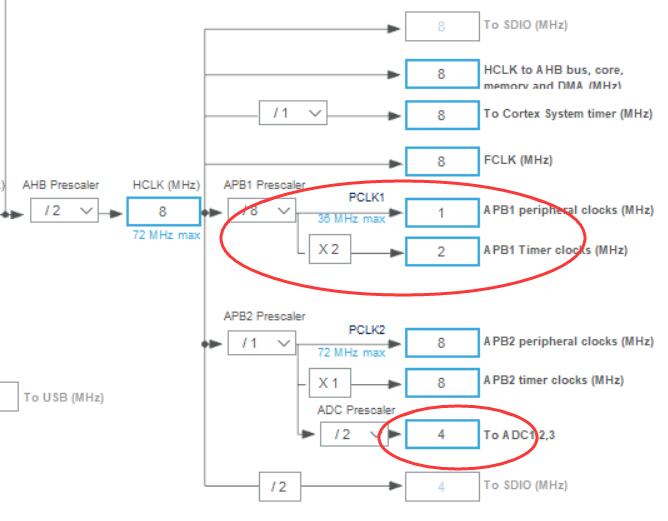 8
To SDIO (MHz)
8
HCLK to AHB bus, core,
memory and DMA (MHz)
/ 1
8
To Cortex System timer (MHz)
8
FCLK (MHz)
AHB Prescaler
HCLK (MHz)
APB1 Prescaler
PCLK1
/ 2
8
/ 8
36 MHz max
1
APB1 peripheral clocks (MHz)
72 MHz max
X 2
2
APB1 Timer clocks (MHz)
APB2 Prescaler
PCLK2
/ 1
72 MHz max
8
APB2 peripheral clocks (MHz)
X 1
8
APB2 timer clocks (MHz)
To USB (MHz)
ADC Prescaler
/ 2
4
To ADC1,2,3
/ 2
4
To SDIO (MHz)